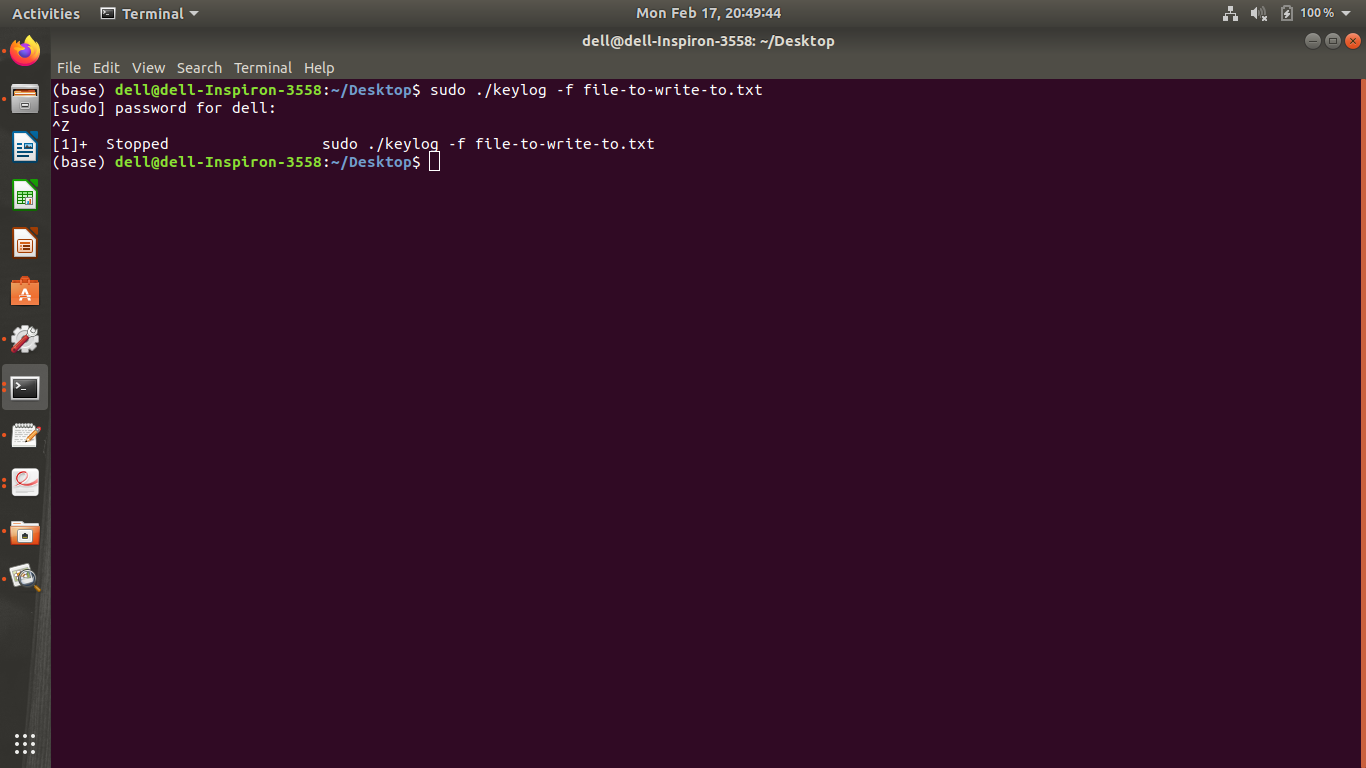 Activities Terminal Mon Feb 17, 20:49:44 100%
dell@dell-Inspiron-3558: ~/Desktop
File Edit View Search Terminal Help
(base) dell@dell-Inspiron-3558:~/Desktop$ sudo ./keylog -f file-to-write-to.txt
[sudo] password for dell:
^Z
[1]+  Stopped                 sudo ./keylog -f file-to-write-to.txt
(base) dell@dell-Inspiron-3558:~/Desktop$